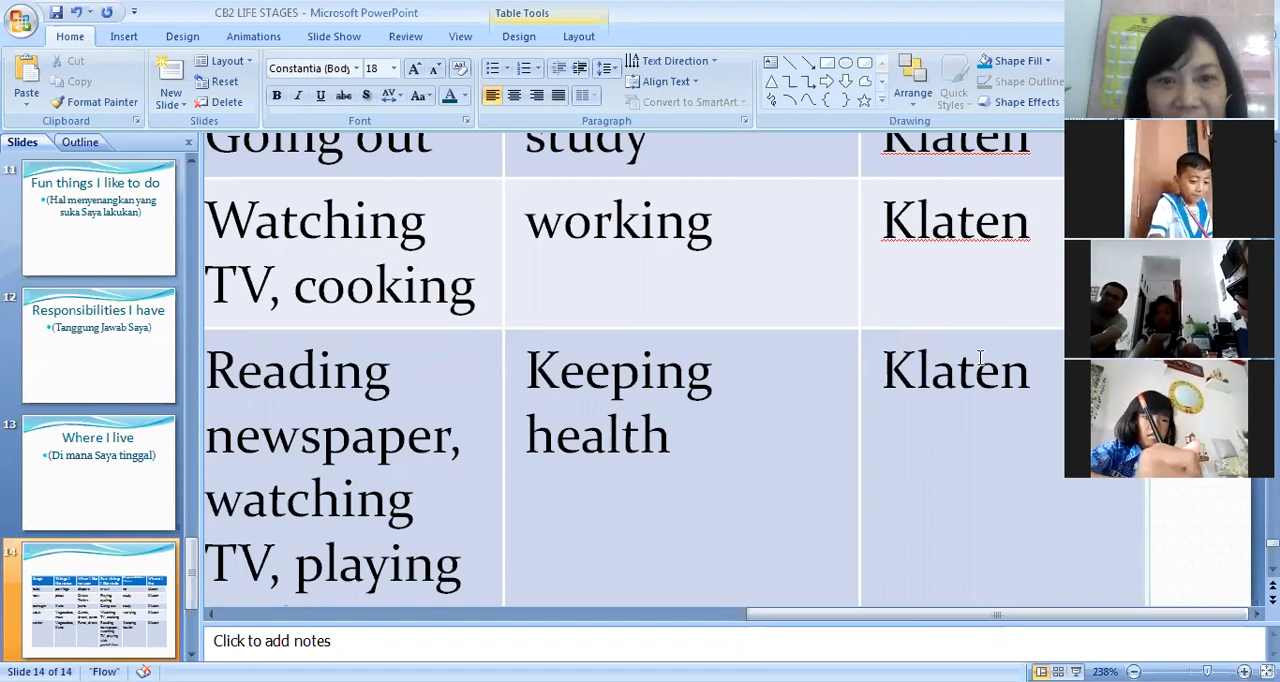 CB2 LIFE STAGES - Microsoft PowerPoint
Table Tools
Home Insert Design Animations Slide Show Review View Design Layout
Paste
Cut
Copy
Format Painter
Clipboard
New Slide
Layout
Reset
Delete
Slides
Constantia (Body) 18
B I U abc S AV Aa A
Font
Text Direction
Align Text
Convert to SmartArt
Paragraph
Arrange
Quick Styles
Shape Fill
Shape Outline
Shape Effects
Drawing
Slides Outline
11
Fun things I like to do
(Hal menyenangkan yang
suka Saya lakukan)
12
Responsibilities I have
(Tanggung Jawab Saya)
13
Where I live
(Di mana Saya tinggal)
14
Going out study Klaten
Watching working Klaten
TV, cooking
Reading Keeping Klaten
newspaper, health
watching
TV, playing
Click to add notes
Slide 14 of 14 "Flow" 238%